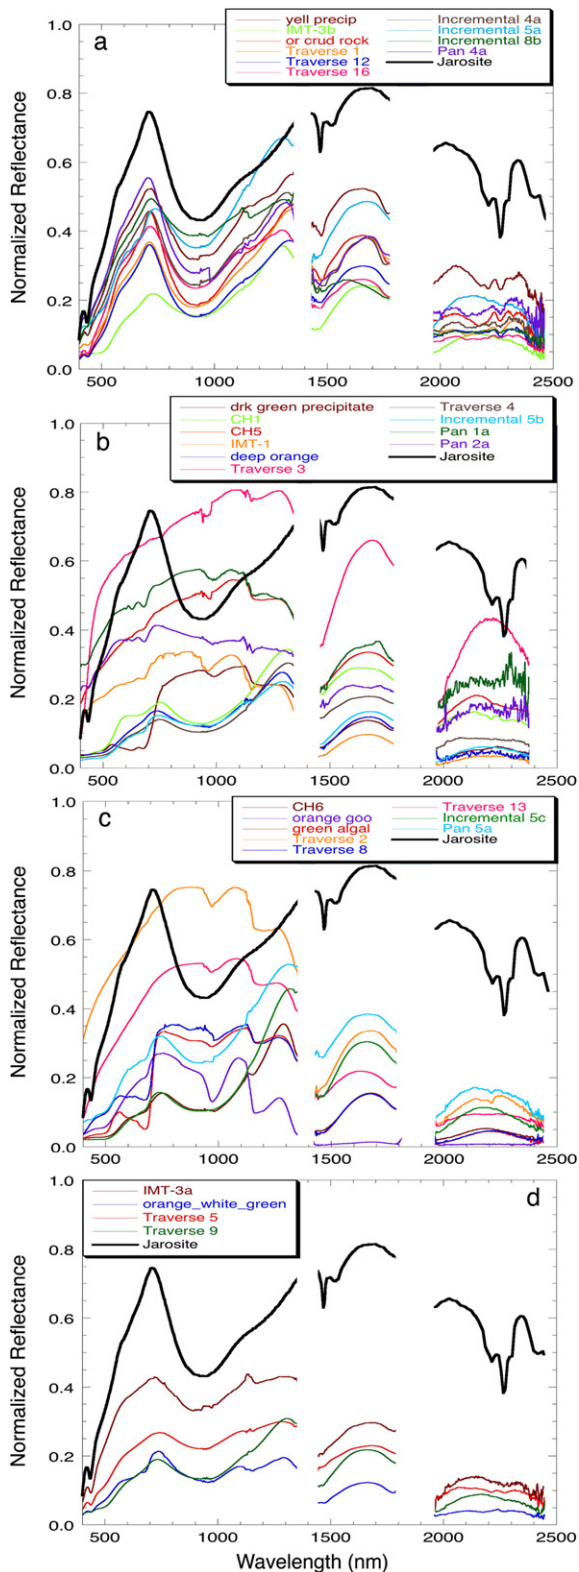 a
yell precip
IMT-3b
or crud rock
Traverse 1
Traverse 12
Traverse 16
Incremental 4a
Incremental 5a
Incremental 8b
Pan 4a
Jarosite
Normalized Reflectance
1.0
0.8
0.6
0.4
0.2
0.0
500
1000
1500
2000
2500
b
drk green precipitate
CH1
CH5
IMT-1
deep orange
Traverse 3
Traverse 4
Incremental 5b
Pan 1a
Pan 2a
Jarosite
Normalized Reflectance
1.0
0.8
0.6
0.4
0.2
0.0
500
1000
1500
2000
2500
c
CH6
orange goo
green algal
Traverse 2
Traverse 8
Traverse 13
Incremental 5c
Pan 5a
Jarosite
Normalized Reflectance
1.0
0.8
0.6
0.4
0.2
0.0
500
1000
1500
2000
2500
d
IMT-3a
orange_white_green
Traverse 5
Traverse 9
Jarosite
Normalized Reflectance
1.0
0.8
0.6
0.4
0.2
0.0
500
1000
1500
2000
2500
Wavelength (nm)